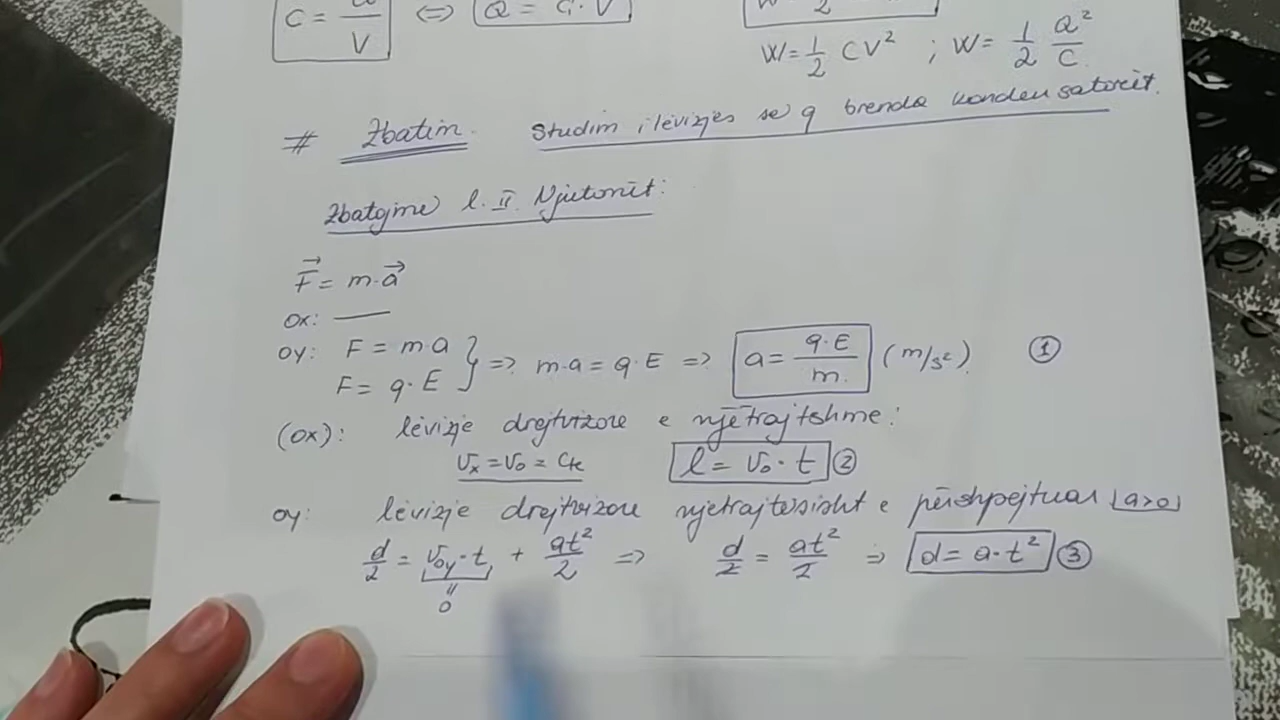 C = Q/V <=> Q = C · V
W = 1/2 CV² ; W = 1/2 Q²/C
# Zbatim. Studim i lëvizjes së q brenda kondensatorit.
Zbatojmë l. II. Njutonit:
F⃗ = m·a⃗
ox: —
oy: F = m·a
F = q·E } => m·a = q·E => a = q·E/m (m/s²) ①
(ox): lëvizje drejtvizore e njëtrajtshme:
Vx = V₀ = Cte l = V₀ · t ②
oy: lëvizje drejtvizore njëtrajtësisht e përshpejtuar a>0
d/2 = V₀y · t + at²/2 => d/2 = at²/2 => d = a·t² ③
"
0